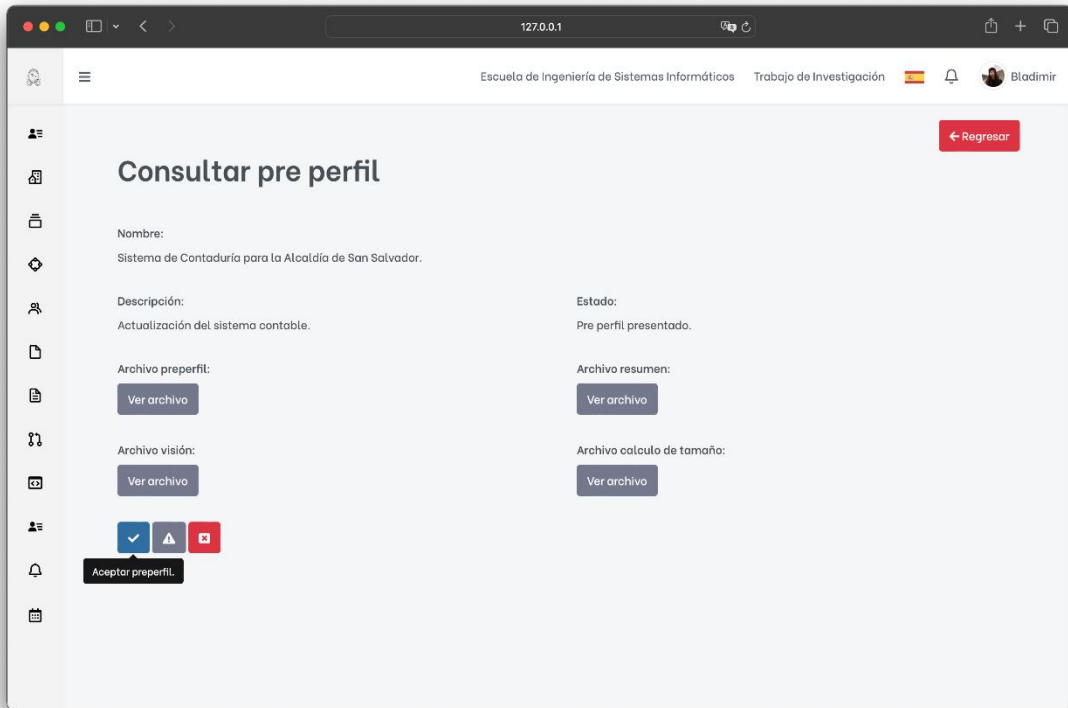 127.0.0.1
Escuela de Ingeniería de Sistemas Informáticos Trabajo de Investigación Bladimir
Regresar
Consultar pre perfil
Nombre:
Sistema de Contaduría para la Alcaldía de San Salvador.
Descripción: Estado:
Actualización del sistema contable. Pre perfil presentado.
Archivo preperfil: Archivo resumen:
Ver archivo Ver archivo
Archivo visión: Archivo calculo de tamaño:
Ver archivo Ver archivo
Aceptar preperfil.